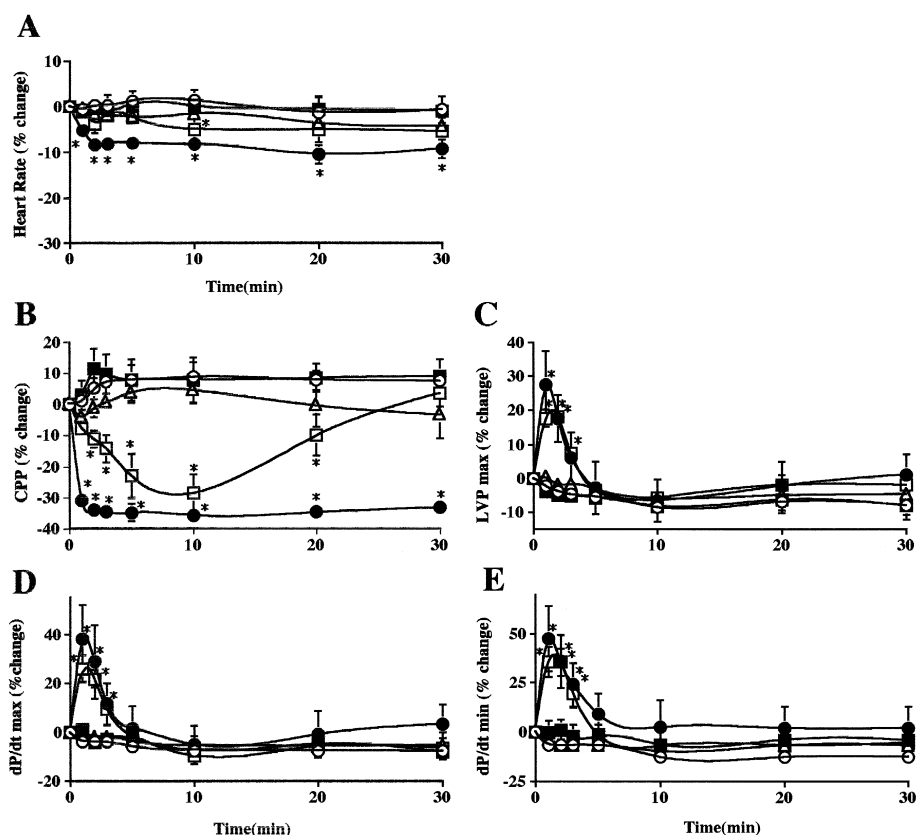 A
Heart Rate (% change)
10
0
-10
-20
-30
* * * * * * * *
0 10 20 30
Time(min)
B
CPP (% change)
20
10
0
-10
-20
-30
-40
0 10 20 30
C
LVP max (% change)
40
30
20
10
0
-10
0 10 20 30
D
dP/dt max (%change)
40
20
0
-20
0 10 20 30
Time(min)
E
dP/dt min (% change)
50
25
0
-25
0 10 20 30
Time(min)